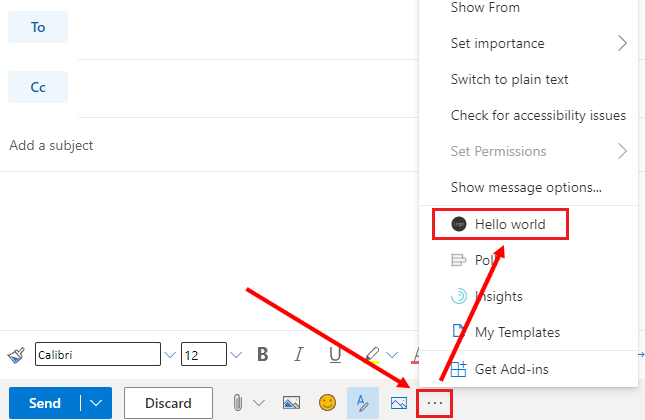 To
Cc
Add a subject
Show From
Set importance
Switch to plain text
Check for accessibility issues
Set Permissions
Show message options...
Hello world
Poll
Insights
My Templates
Get Add-ins
Calibri 12 B I U A
Send Discard ...